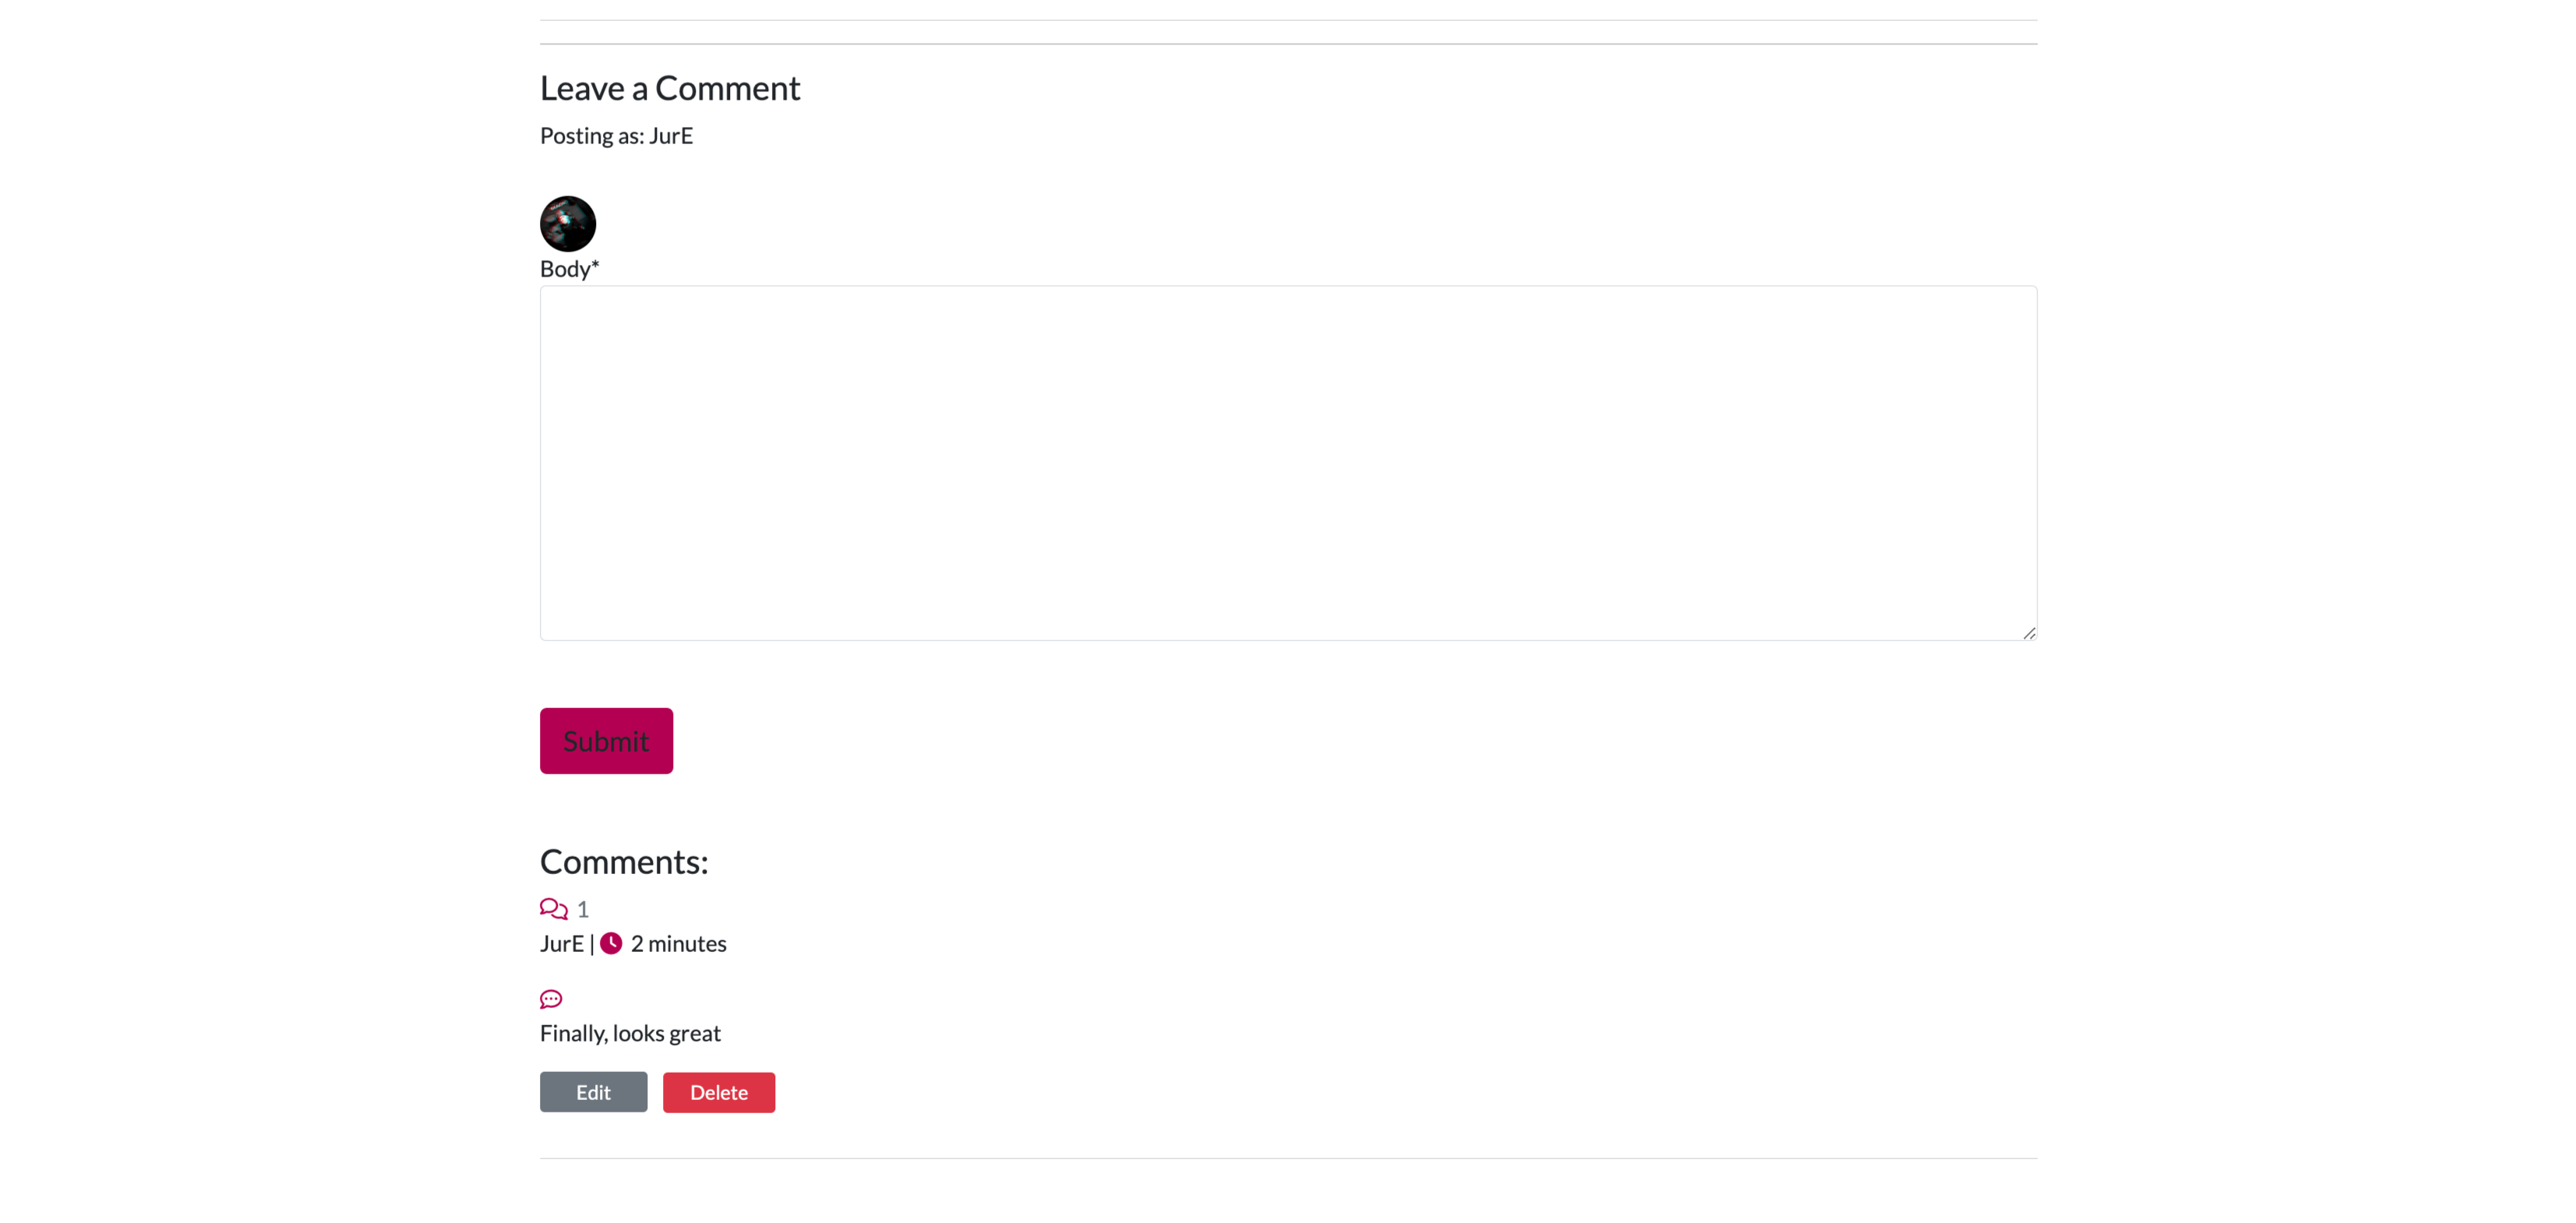 Leave a Comment
Posting as: JurE
Body*
Submit
Comments:
1
JurE | 2 minutes
Finally, looks great
Edit Delete